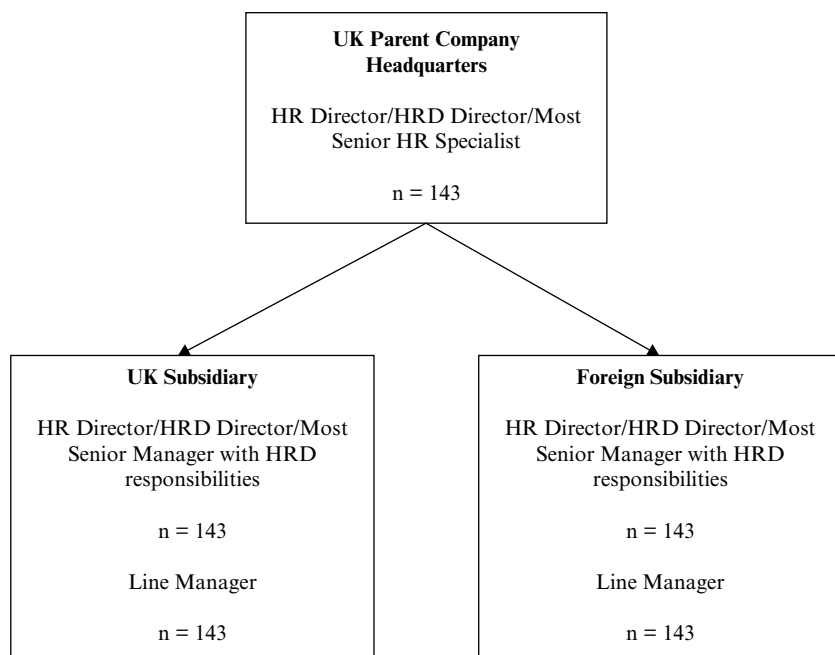 UK Parent Company
Headquarters
HR Director/HRD Director/Most
Senior HR Specialist
n = 143
UK Subsidiary
HR Director/HRD Director/Most
Senior Manager with HRD
responsibilities
n = 143
Line Manager
n = 143
Foreign Subsidiary
HR Director/HRD Director/Most
Senior Manager with HRD
responsibilities
n = 143
Line Manager
n = 143